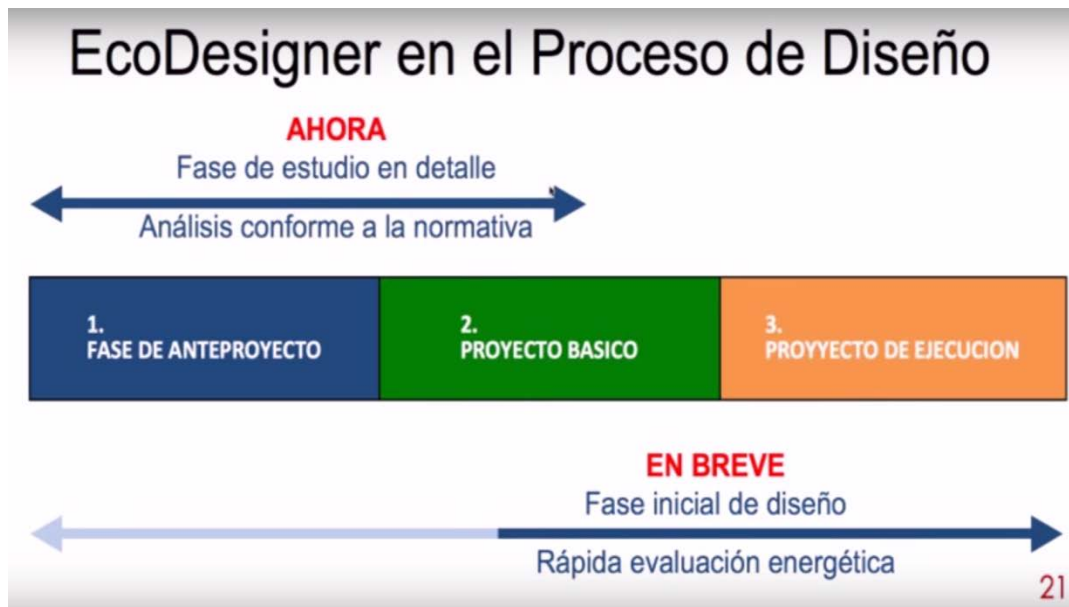 EcoDesigner en el Proceso de Diseño
AHORA
Fase de estudio en detalle
Análisis conforme a la normativa
1.
FASE DE ANTEPROYECTO
2.
PROYECTO BASICO
3.
PROYYECTO DE EJECUCION
EN BREVE
Fase inicial de diseño
Rápida evaluación energética
21